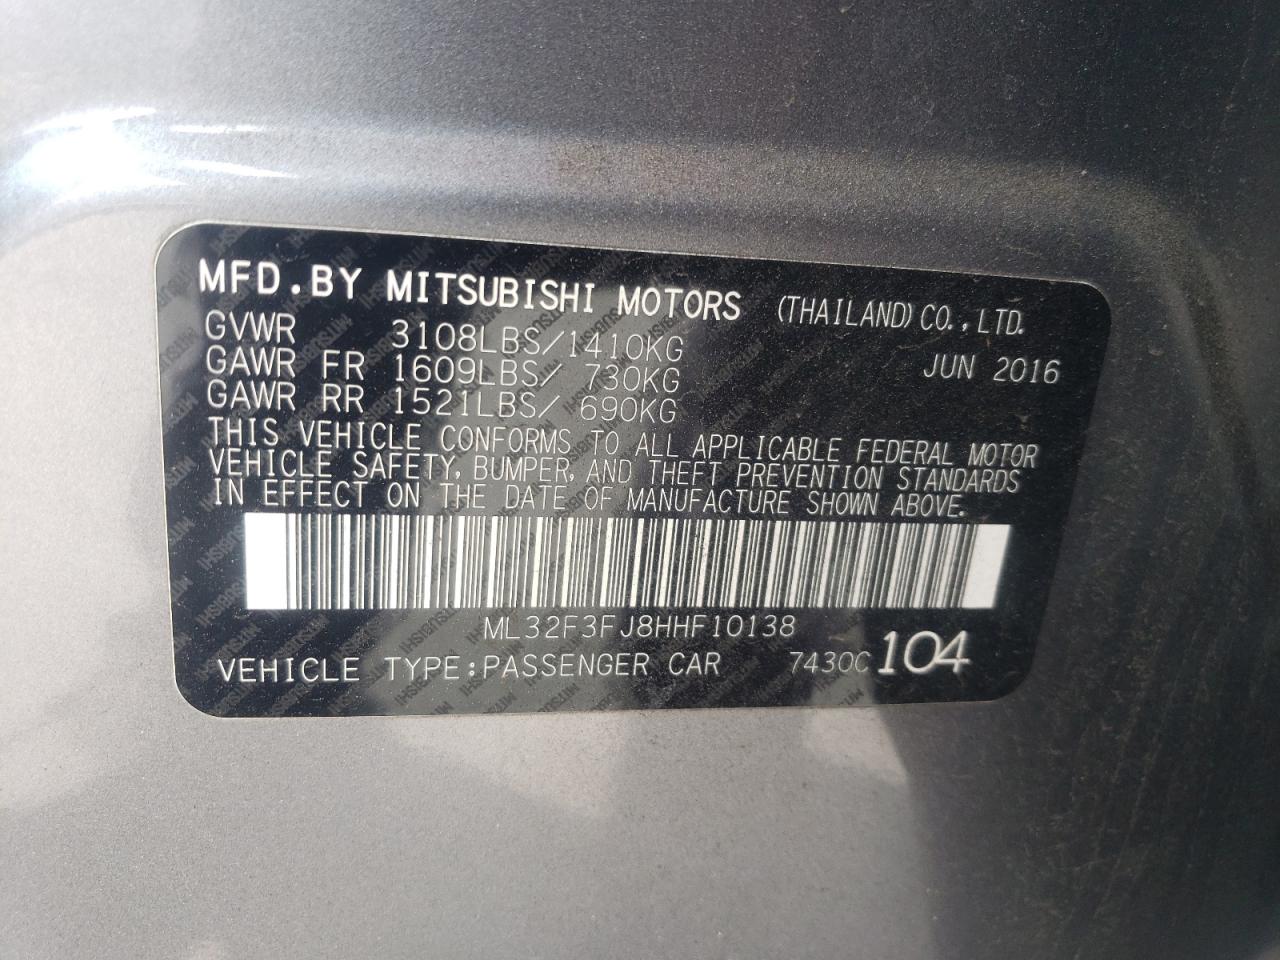 MFD.BY MITSUBISHI MOTORS (THAILAND)CO.,LTD.
GVWR 3108LBS/1410KG JUN 2016
GAWR FR 1609LBS/ 730KG
GAWR RR 1521LBS/ 690KG
THIS VEHICLE CONFORMS TO ALL APPLICABLE FEDERAL MOTOR
VEHICLE SAFETY, BUMPER, AND THEFT PREVENTION STANDARDS
IN EFFECT ON THE DATE OF MANUFACTURE SHOWN ABOVE.
ML32F3FJ8HHF10138
VEHICLE TYPE:PASSENGER CAR 7430C 104